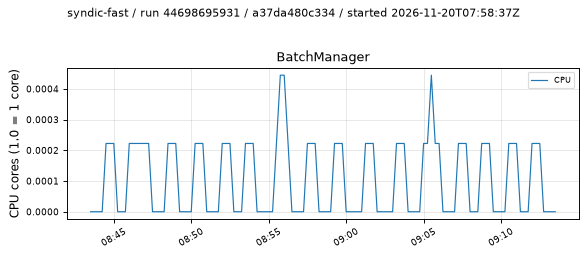 syndic-fast / run 44698695931 / a37da480c334 / started 2026-11-20T07:58:37Z
BatchManager
CPU cores (1.0 = 1 core)
0.0004
0.0003
0.0002
0.0001
0.0000
CPU
08:45
08:50
08:55
09:00
09:05
09:10